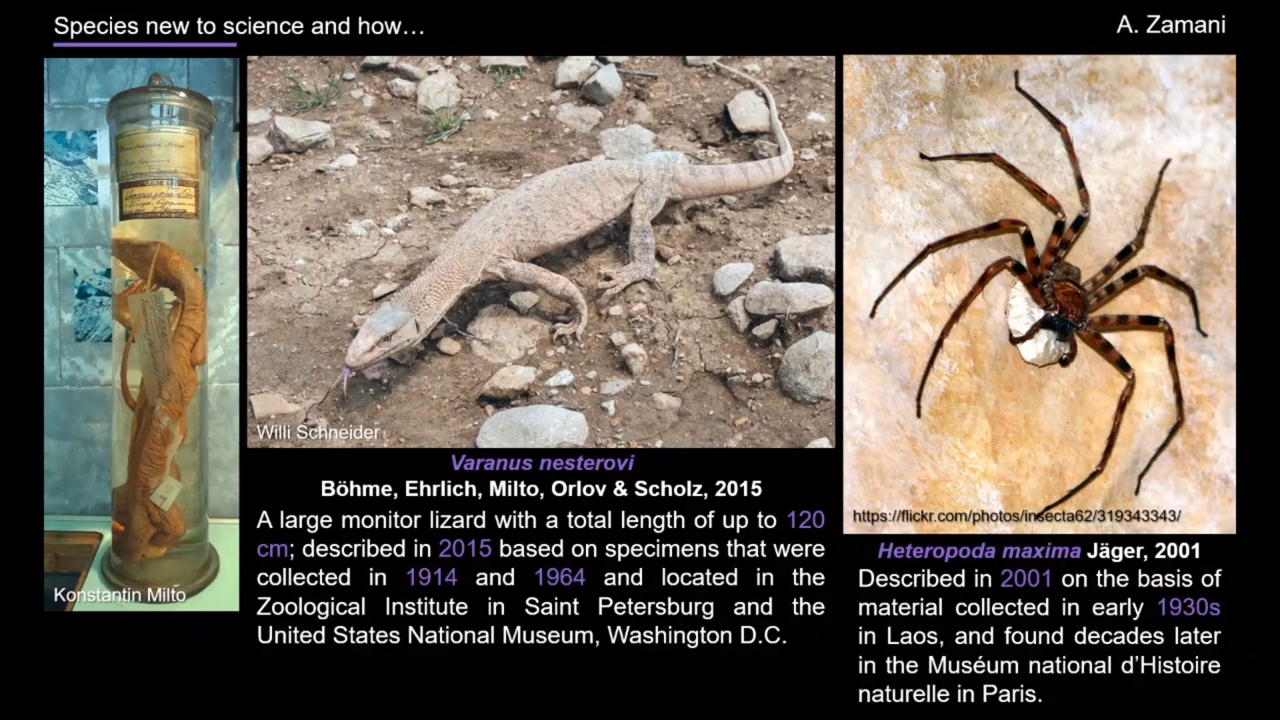 Species new to science and how…
A. Zamani
Konstantin Milto
Willi Schneider
Varanus nesterovi
Böhme, Ehrlich, Milto, Orlov & Scholz, 2015
A large monitor lizard with a total length of up to 120
cm; described in 2015 based on specimens that were
collected in 1914 and 1964 and located in the
Zoological Institute in Saint Petersburg and the
United States National Museum, Washington D.C.
https://flickr.com/photos/insecta62/319343343/
Heteropoda maxima Jäger, 2001
Described in 2001 on the basis of
material collected in early 1930s
in Laos, and found decades later
in the Muséum national d’Histoire
naturelle in Paris.